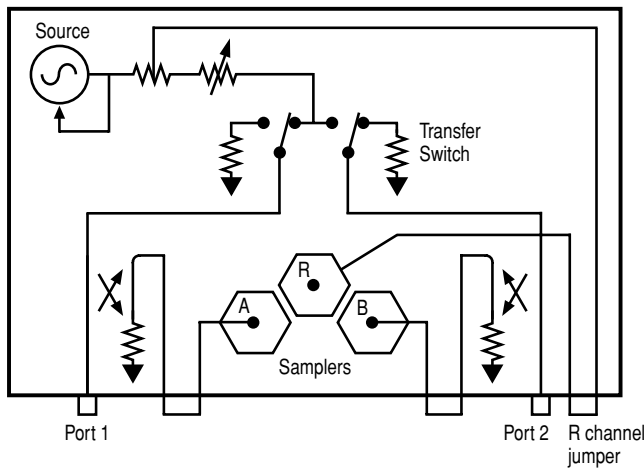 Source
Transfer
Switch
R
A
B
Samplers
Port 1
Port 2
R channel
jumper